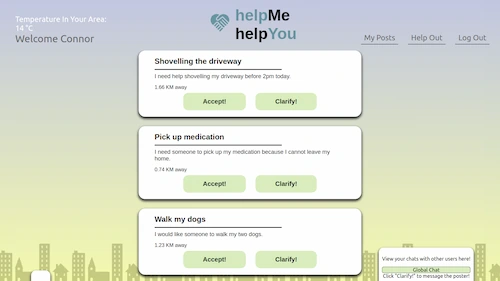 Temperature In Your Area:
14 °C
Welcome Connor
helpMe
helpYou
My Posts
Help Out
Log Out
Shovelling the driveway
I need help shovelling my driveway before 2pm today.
1.66 KM away
Accept!
Clarify!
Pick up medication
I need someone to pick up my medication because I cannot leave my
home.
0.74 KM away
Accept!
Clarify!
Walk my dogs
I would like someone to walk my two dogs.
1.23 KM away
Accept!
Clarify!
View your chats with other users here!
Global Chat
Click "Clarify!" to message the poster!